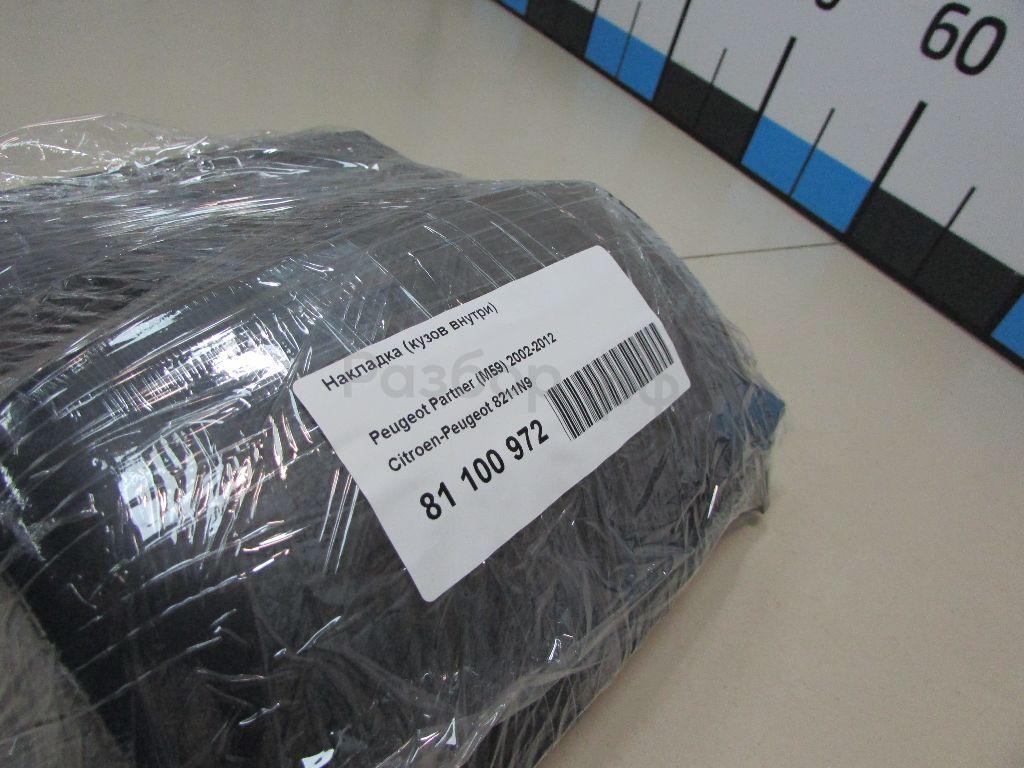 60
Накладка (кузов внутри)
Peugeot Partner (M59) 2002-2012
Citroen-Peugeot 8211N9
81 100 972